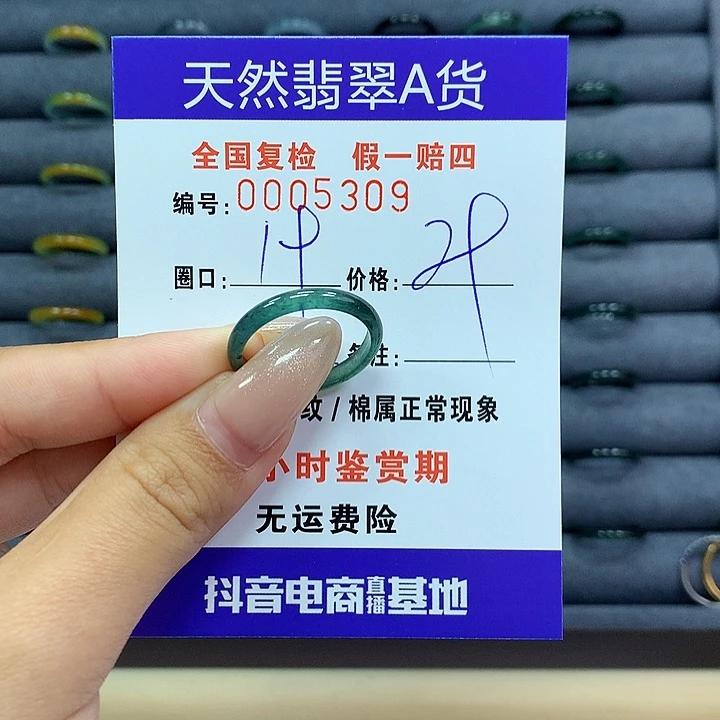 天然翡翠A货
全国复检 假一赔四
编号: 0005309
圈口: 价格:
注:
纹/棉属正常现象
小时鉴赏期
无运费险
抖音电商直播基地